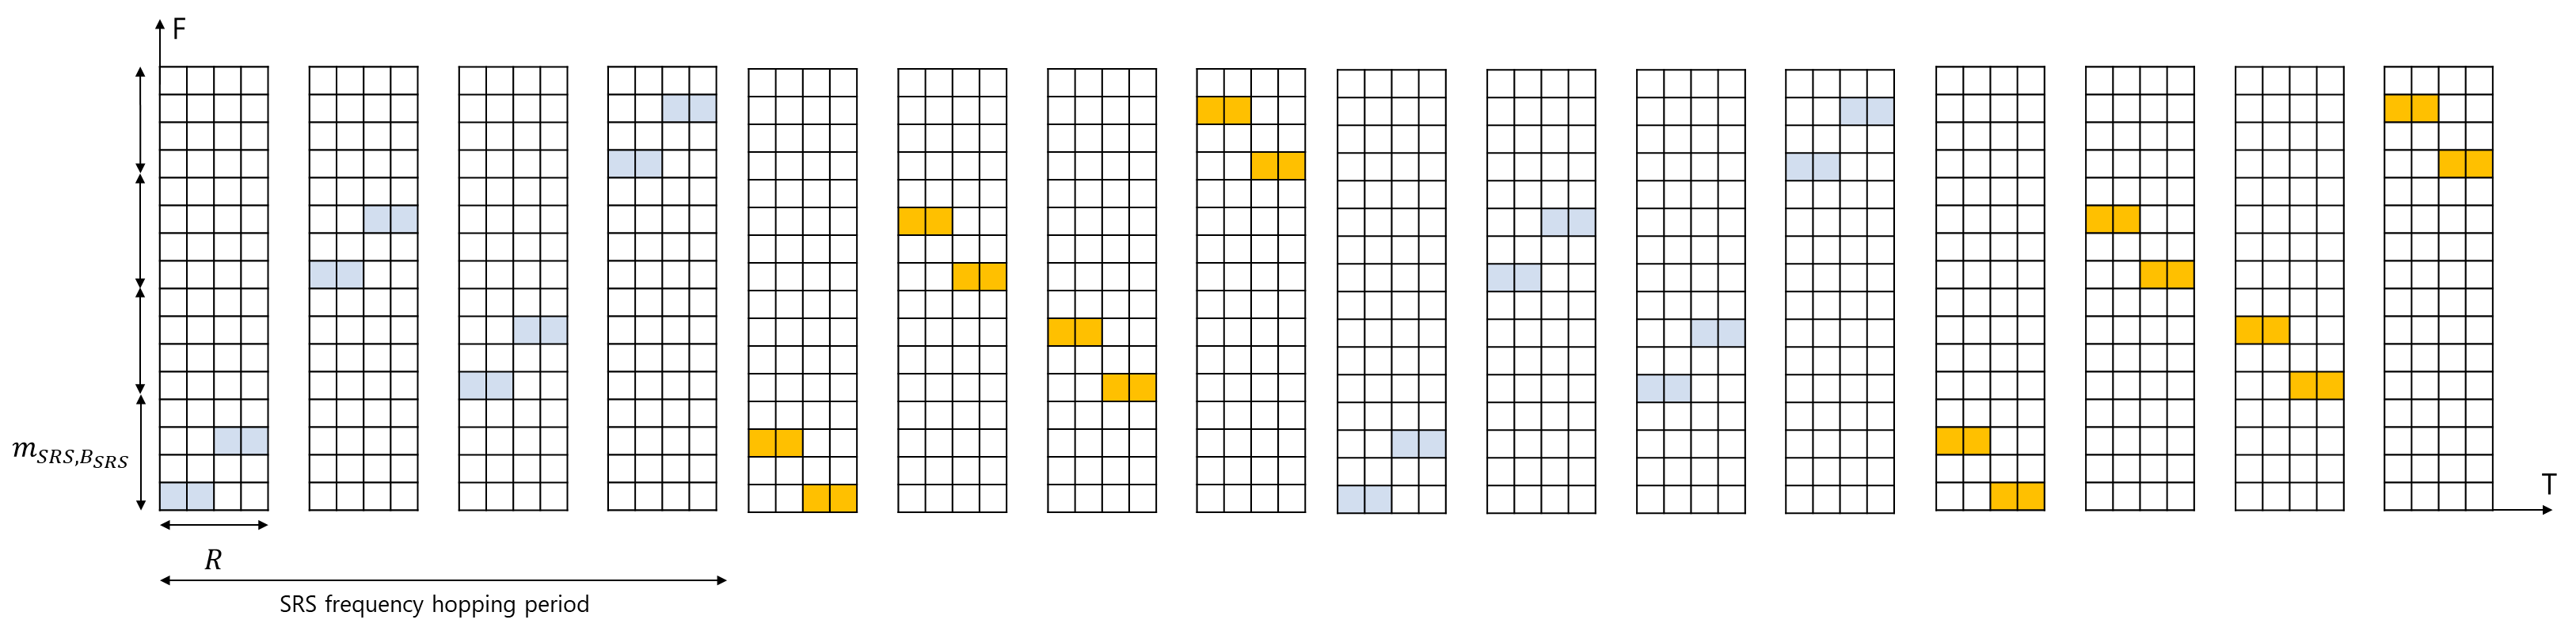 F
m_{SRS,B_{SRS}}
T
R
SRS frequency hopping period